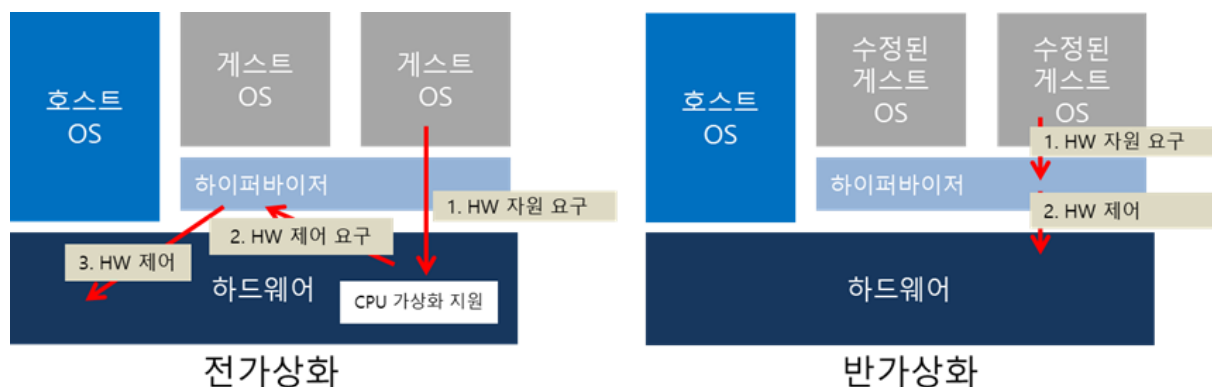 호스트
OS
게스트
OS
게스트
OS
하이퍼바이저
1. HW 자원 요구
2. HW 제어 요구
3. HW 제어
하드웨어
CPU 가상화 지원
전가상화
호스트
OS
수정된
게스트
OS
수정된
게스트
OS
1. HW 자원 요구
하이퍼바이저
2. HW 제어
하드웨어
반가상화